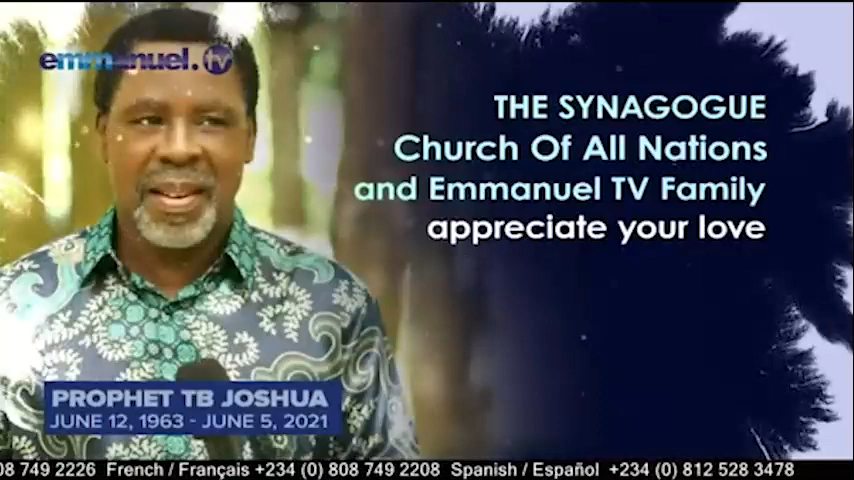 emmanuel.tv
THE SYNAGOGUE
Church Of All Nations
and Emmanuel TV Family
appreciate your love
PROPHET TB JOSHUA
JUNE 12, 1963 - JUNE 5, 2021
08 749 2226 French / Français +234 (0) 808 749 2208 Spanish / Español +234 (0) 812 528 3478